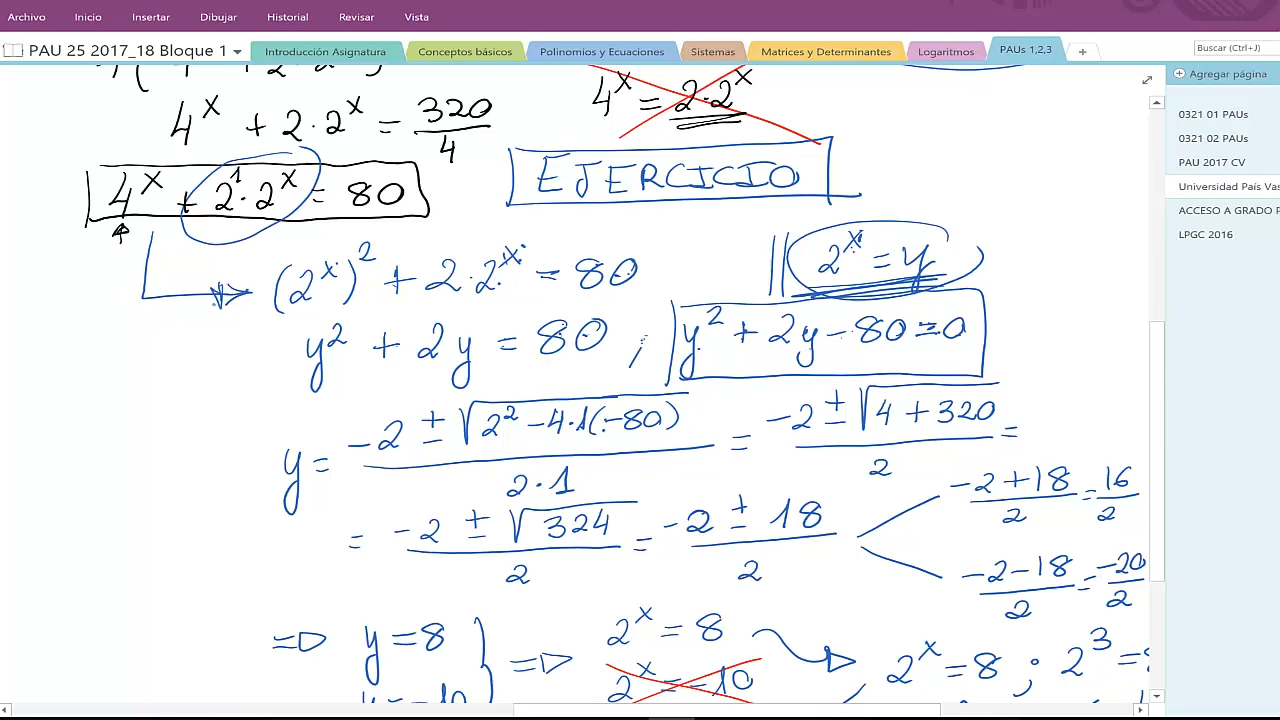 Archivo Inicio Insertar Dibujar Historial Revisar Vista
PAU 25 2017_18 Bloque 1 Introducción Asignatura Conceptos básicos Polinomios y Ecuaciones Sistemas Matrices y Determinantes Logaritmos PAUs 1,2,3 + Buscar (Ctrl+J)
Agregar página
0321 01 PAUs
0321 02 PAUs
PAU 2017 CV
Universidad País Vas
ACCESO A GRADO P
LPGC 2016
4^x + 2·2^x = 320/4
4^x = 2·2^x
4^x + 2^1·2^x = 80
EJERCICIO
(2^x)^2 + 2·2^x = 80
2^x = y
y^2 + 2y = 80 ; y^2 + 2y - 80 = 0
y = (-2 ± √(2^2 - 4·1(-80)))/(2·1) = (-2 ± √(4 + 320))/2 =
= (-2 ± √324)/2 = (-2 ± 18)/2
(-2+18)/2 = 16/2
(-2-18)/2 = -20/2
=> y = 8 } => 2^x = 8
2^x = -10
2^x = 8 ; 2^3 =